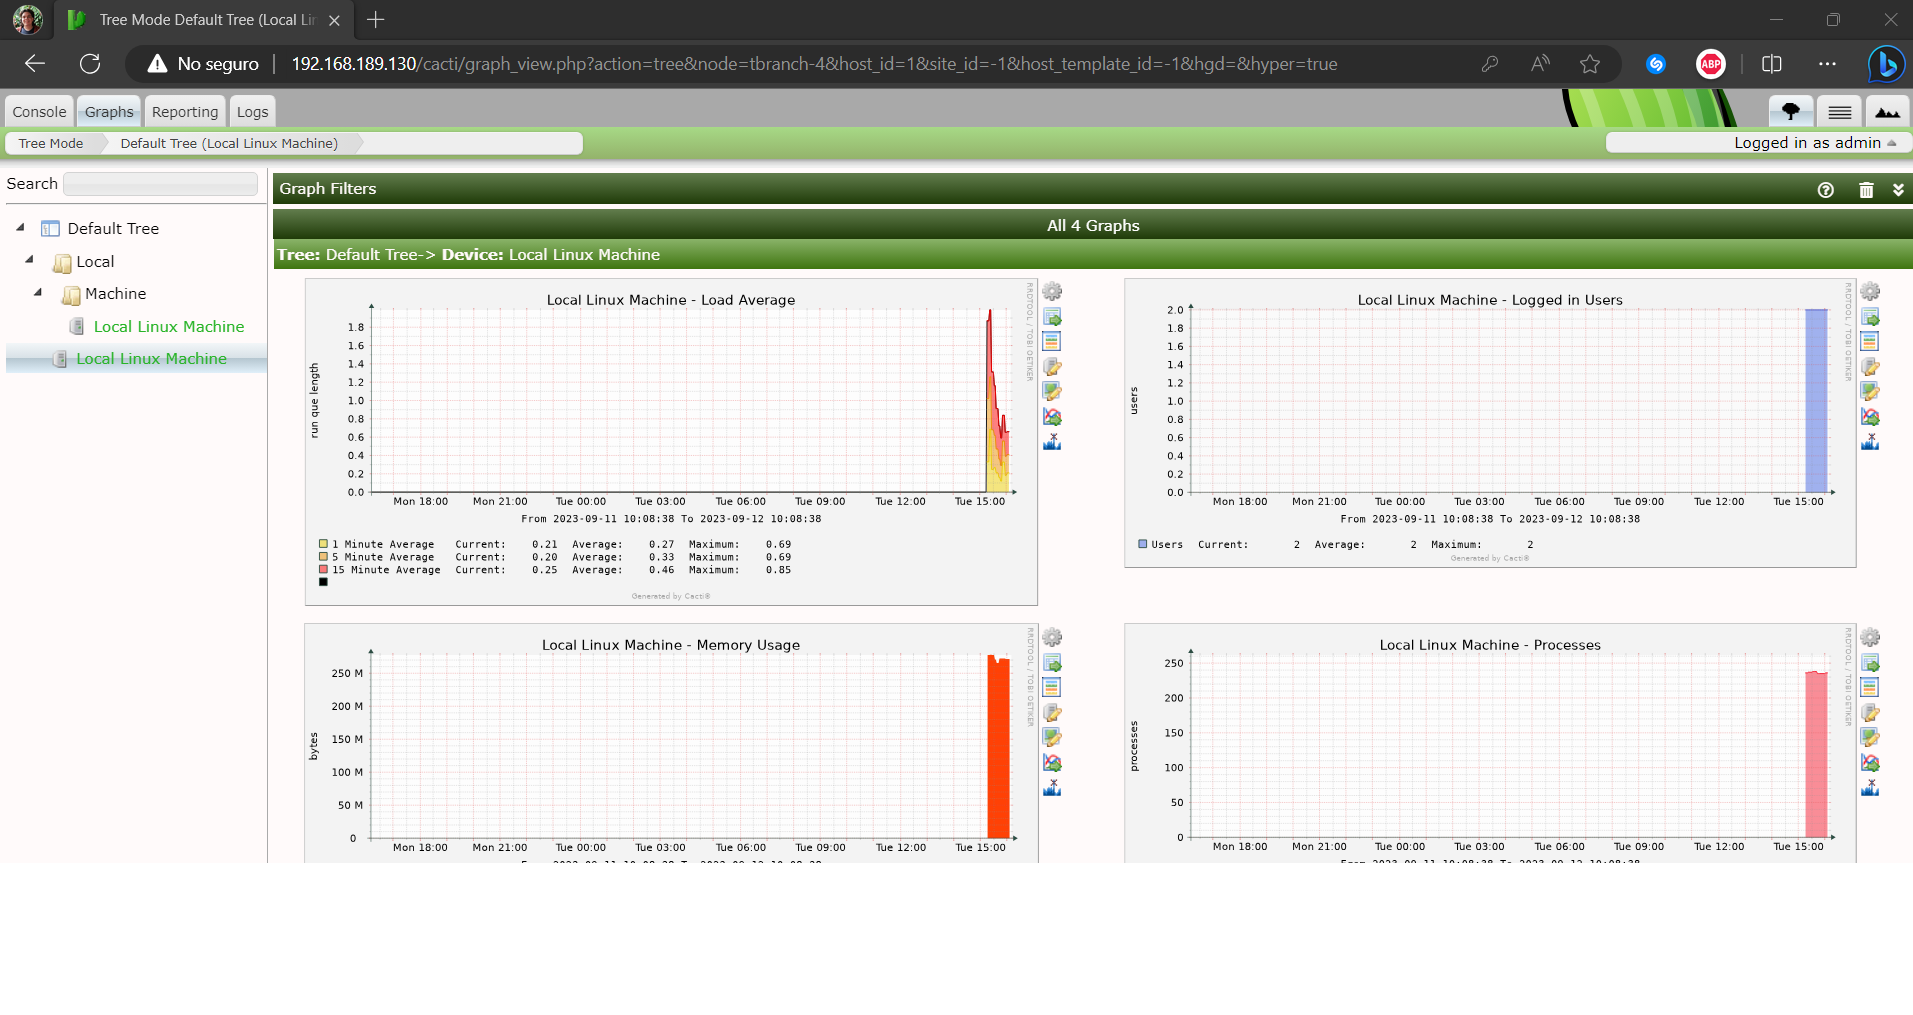 Tree Mode Default Tree (Local Lin
No seguro
192.168.189.130/cacti/graph_view.php?action=tree&node=tbranch-4&host_id=1&site_id=-1&host_template_id=-1&hgd=&hyper=true
ABP
Console
Graphs
Reporting
Logs
Tree Mode
Default Tree (Local Linux Machine)
Logged in as admin
Search
Default Tree
Local
Machine
Local Linux Machine
Local Linux Machine
Graph Filters
All 4 Graphs
Tree: Default Tree-> Device: Local Linux Machine
Local Linux Machine - Load Average
RRDTOOL / TOBI OETIKER
run que length
1.8
1.6
1.4
1.2
1.0
0.8
0.6
0.4
0.2
0.0
Mon 18:00 Mon 21:00 Tue 00:00 Tue 03:00 Tue 06:00 Tue 09:00 Tue 12:00 Tue 15:00
From 2023-09-11 10:08:38 To 2023-09-12 10:08:38
1 Minute Average Current: 0.21 Average: 0.27 Maximum: 0.69
5 Minute Average Current: 0.20 Average: 0.33 Maximum: 0.69
15 Minute Average Current: 0.25 Average: 0.46 Maximum: 0.85
Generated by Cacti®
Local Linux Machine - Logged in Users
RRDTOOL / TOBI OETIKER
users
2.0
1.8
1.6
1.4
1.2
1.0
0.8
0.6
0.4
0.2
0.0
Mon 18:00 Mon 21:00 Tue 00:00 Tue 03:00 Tue 06:00 Tue 09:00 Tue 12:00 Tue 15:00
From 2023-09-11 10:08:38 To 2023-09-12 10:08:38
Users Current: 2 Average: 2 Maximum: 2
Generated by Cacti®
Local Linux Machine - Memory Usage
RRDTOOL / TOBI OETIKER
bytes
250 M
200 M
150 M
100 M
50 M
0
Mon 18:00 Mon 21:00 Tue 00:00 Tue 03:00 Tue 06:00 Tue 09:00 Tue 12:00 Tue 15:00
Local Linux Machine - Processes
RRDTOOL / TOBI OETIKER
processes
250
200
150
100
50
0
Mon 18:00 Mon 21:00 Tue 00:00 Tue 03:00 Tue 06:00 Tue 09:00 Tue 12:00 Tue 15:00